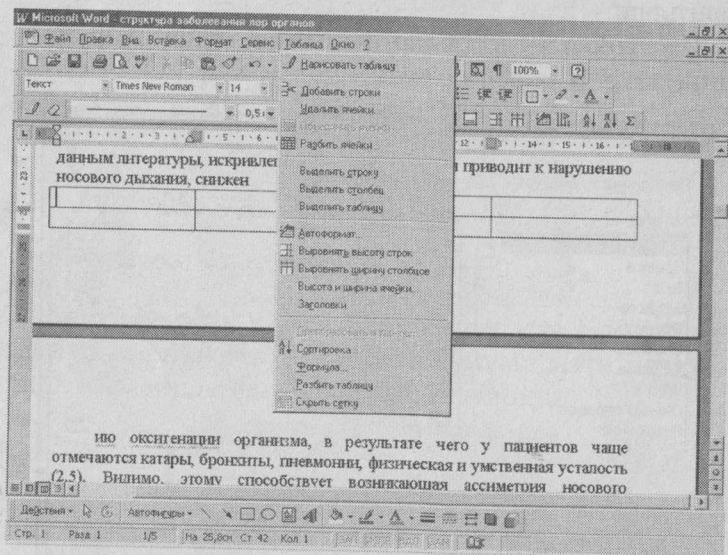 Microsoft Word - структура заболевания лор органов
Файл Правка Вид Вставка Формат Сервис Таблица Окно ?
Нарисовать таблицу
100%
Текст Times New Roman 14
Добавить строки
Удалить ячейки
0,5
Объединить ячейки
Разбить ячейки
данным литературы, приводит к нарушению
носового дыхания, снижен
Выделить строку
Выделить столбец
Выделить таблицу
Автоформат...
Выровнять высоту строк
Выровнять ширину столбцов
Высота и ширина ячейки...
Заголовки
Сортировка
Формула...
Разбить таблицу
Скрыть сетку
ию оксигенации организма, в результате чего у пациентов чаще
отмечаются катары, бронхиты, пневмонии, физическая и умственная усталость
(2,5). Видимо, этому способствует возникающая ассиметрия носового
Действия Автофигуры
Стр. 1 Разд 1 1/5 На 25,8см Ст 42 Кол 1